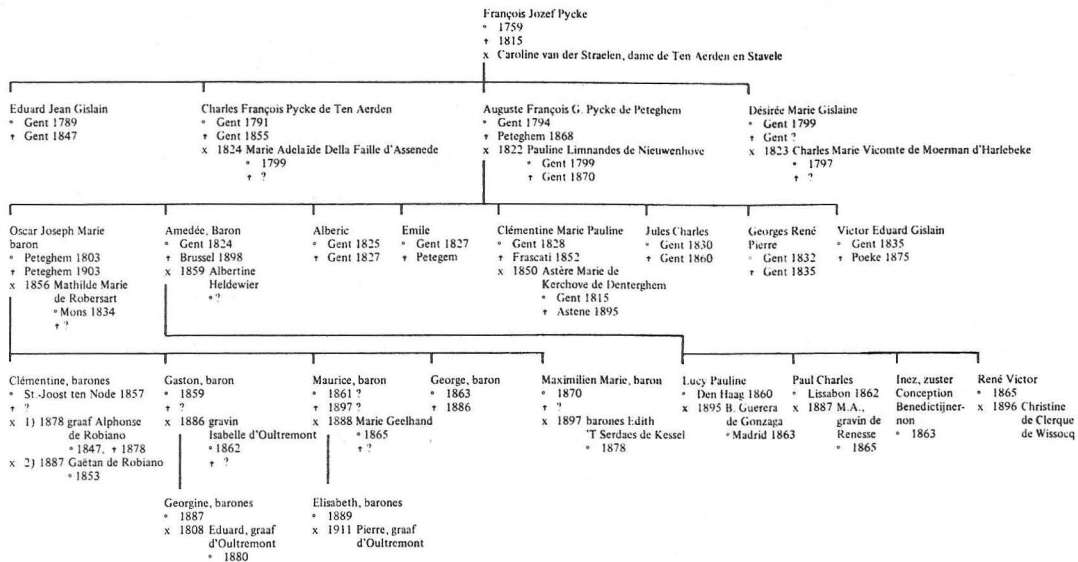 François Jozef Pycke
° 1759
† 1815
x Caroline van der Straelen, dame de Ten Aerden en Stavele
Eduard Jean Gislain
° Gent 1789
† Gent 1847
Charles François Pycke de Ten Aerden
° Gent 1791
† Gent 1855
x 1824 Marie Adelaïde Della Faille d'Assenede
° 1799
† ?
Auguste François G. Pycke de Peteghem
° Gent 1794
† Peteghem 1868
x 1822 Pauline Limnandes de Nieuwenhove
° Gent 1799
† Gent 1870
Désirée Marie Gislaine
° Gent 1799
† Gent ?
x 1823 Charles Marie Vicomte de Moerman d'Harlebeke
° 1797
† ?
Oscar Joseph Marie
baron
° Peteghem 1803
† Peteghem 1903
x 1856 Mathilde Marie
de Robersart
° Mons 1834
† ?
Amedée, Baron
° Gent 1824
† Brussel 1898
x 1859 Albertine
Heldewier
° ?
Alberic
° Gent 1825
† Gent 1827
Emile
° Gent 1827
† Petegem
Clémentine Marie Pauline
° Gent 1828
† Frascati 1852
x 1850 Astère Marie de
Kerchove de Denterghem
° Gent 1815
† Astene 1895
Jules Charles
° Gent 1830
† Gent 1860
Georges René
Pierre
° Gent 1832
† Gent 1835
Victor Eduard Gislain
° Gent 1835
† Poeke 1875
Clémentine, barones
° St.-Joost ten Node 1857
† ?
x 1) 1878 graaf Alphonse
de Robiano
° 1847, † 1878
x 2) 1887 Gaëtan de Robiano
° 1853
Gaston, baron
° 1859
† ?
x 1886 gravin
Isabelle d'Oultremont
° 1862
† ?
Maurice, baron
° 1861 ?
† 1897 ?
x 1888 Marie Geelhand
° 1865
† ?
George, baron
° 1863
† 1886
Maximilien Marie, baron
° 1870
† ?
x 1897 barones Edith
'T Serdaes de Kessel
° 1878
Lucy Pauline
° Den Haag 1860
x 1895 B. Guerera
de Gonzaga
° Madrid 1863
Paul Charles
° Lissabon 1862
x 1887 M.A.,
gravin de
Renesse
° 1865
Inez, zuster
Conception
Benedictijner-
non
° 1863
René Victor
° 1865
x 1896 Christine
de Clerque
de Wissocq
Georgine, barones
° 1887
x 1808 Eduard, graaf
d'Oultremont
° 1880
Elisabeth, barones
° 1889
x 1911 Pierre, graaf
d'Oultremont